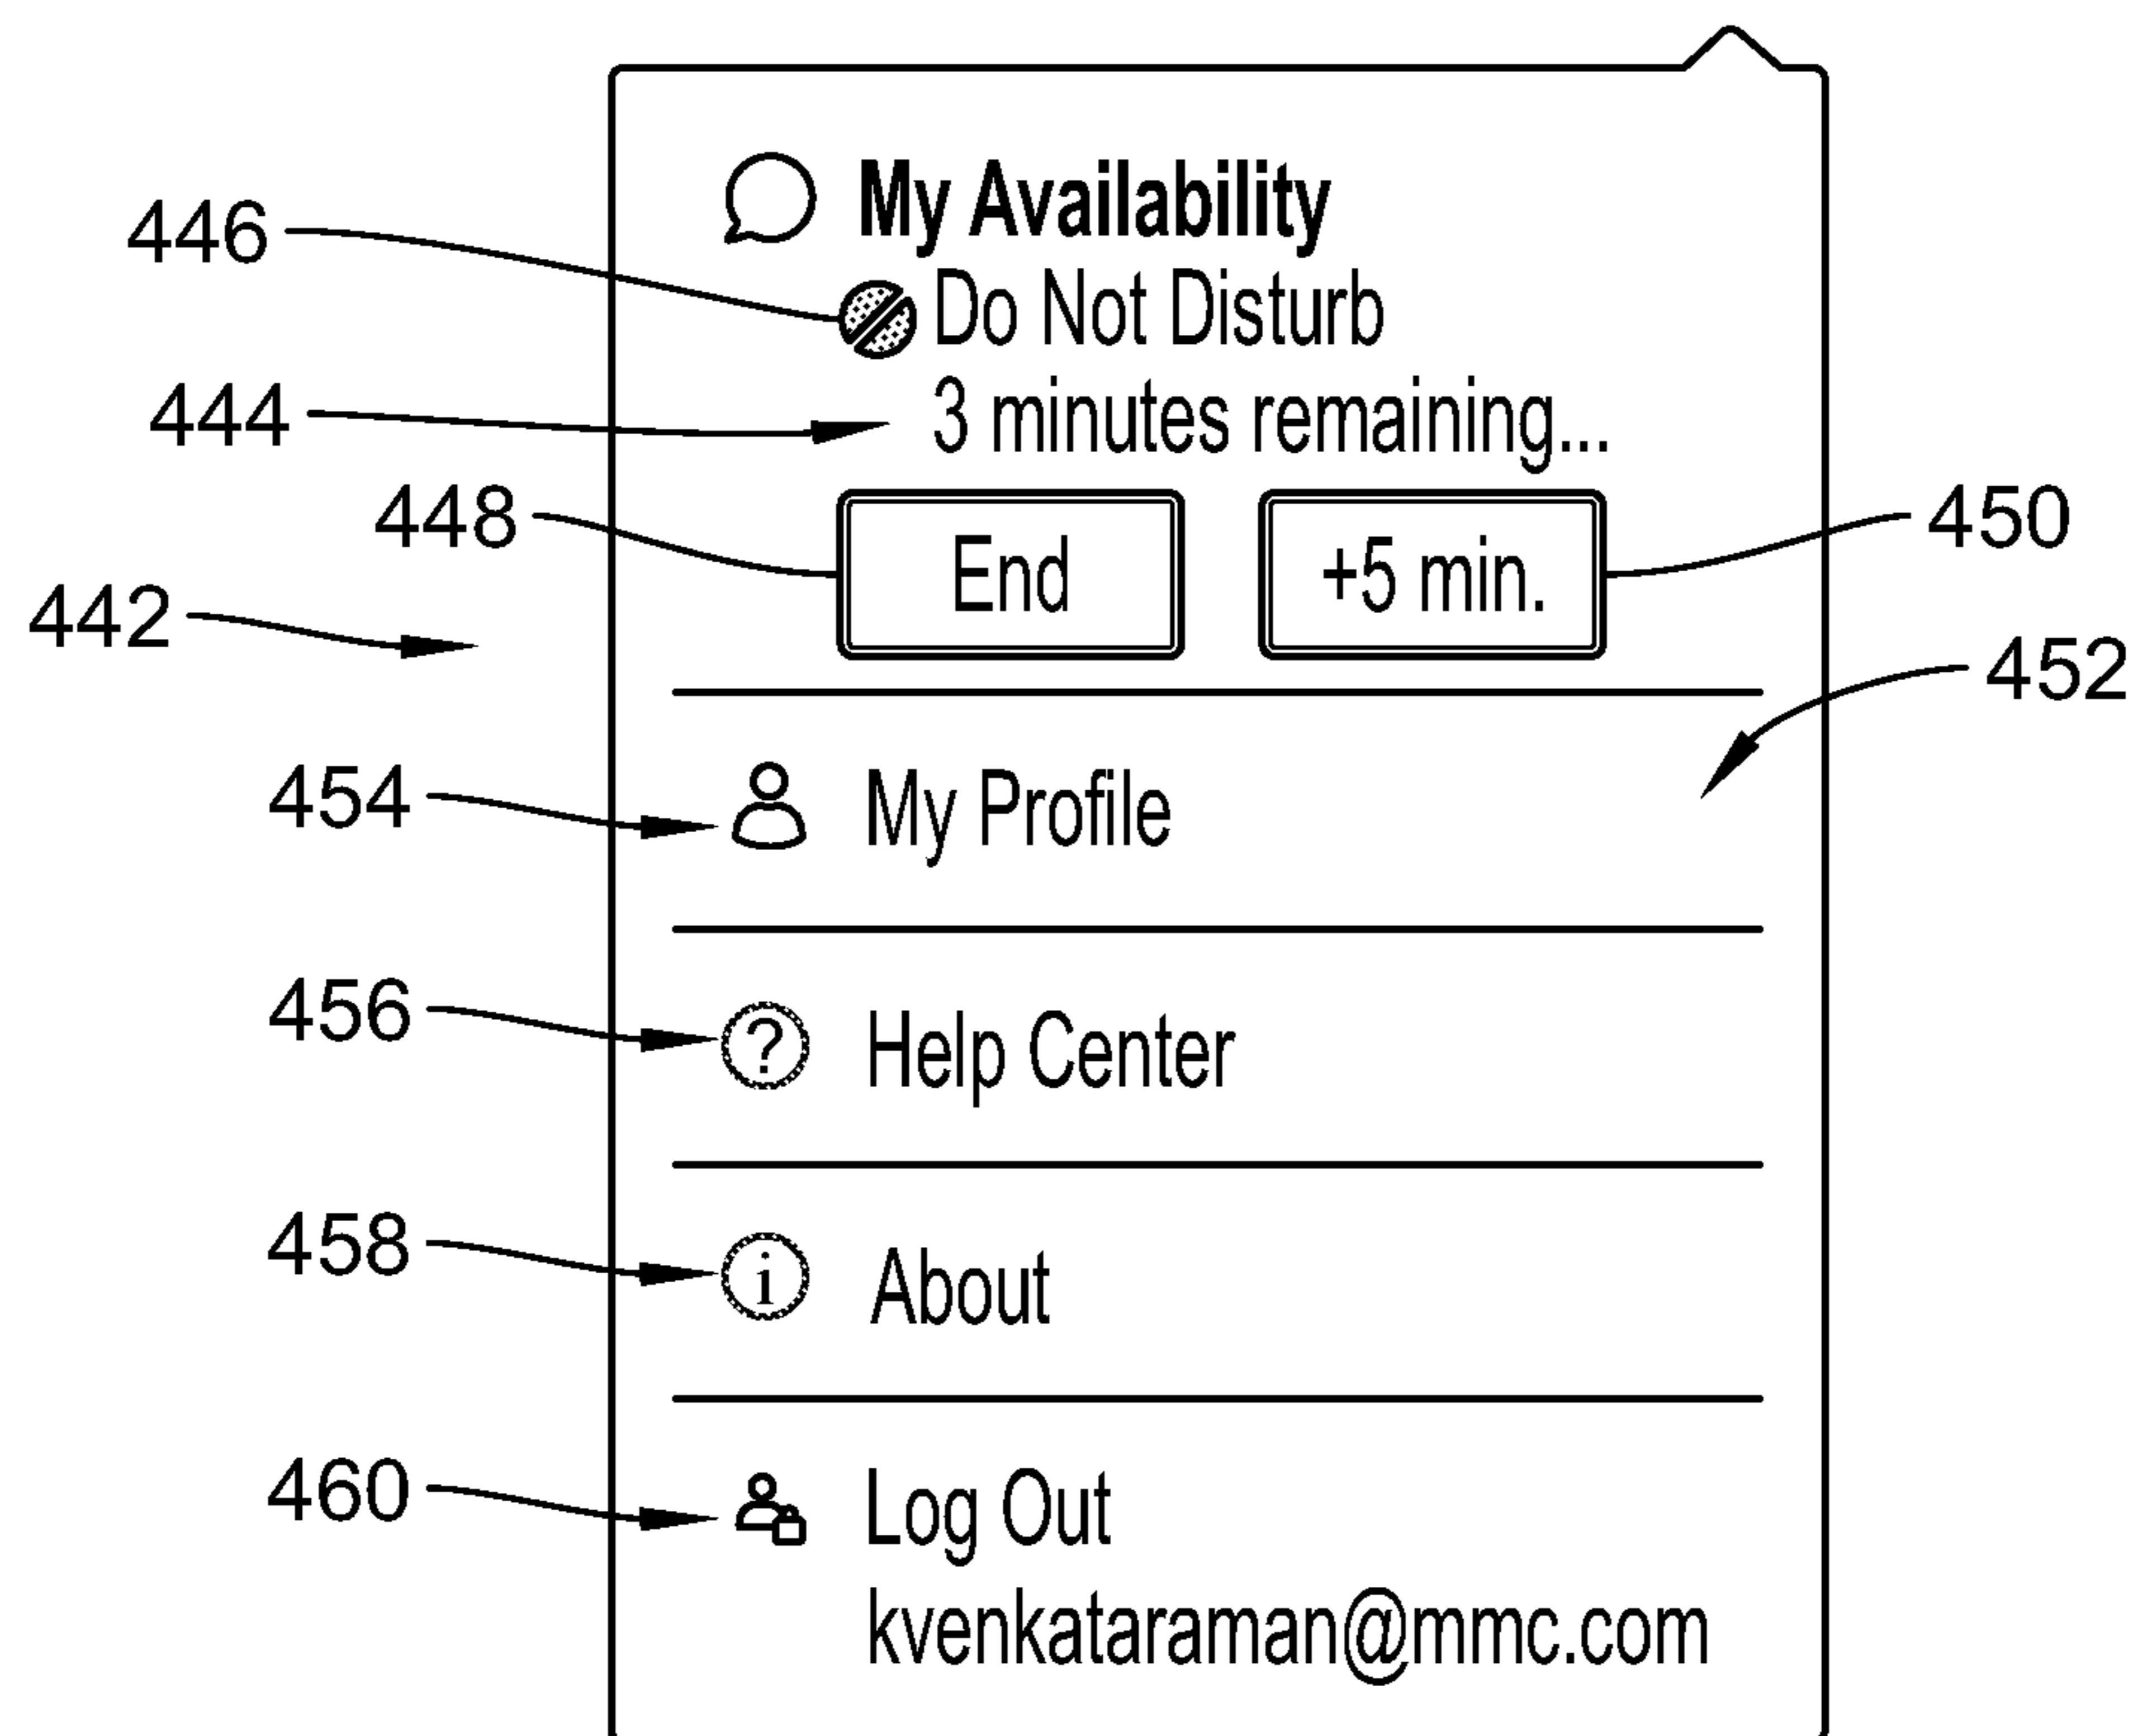 My Availability
446
Do Not Disturb
444
3 minutes remaining...
448
End
+5 min.
450
442
452
454
My Profile
456
?
Help Center
458
i
About
460
Log Out
kvenkataraman@mmc.com